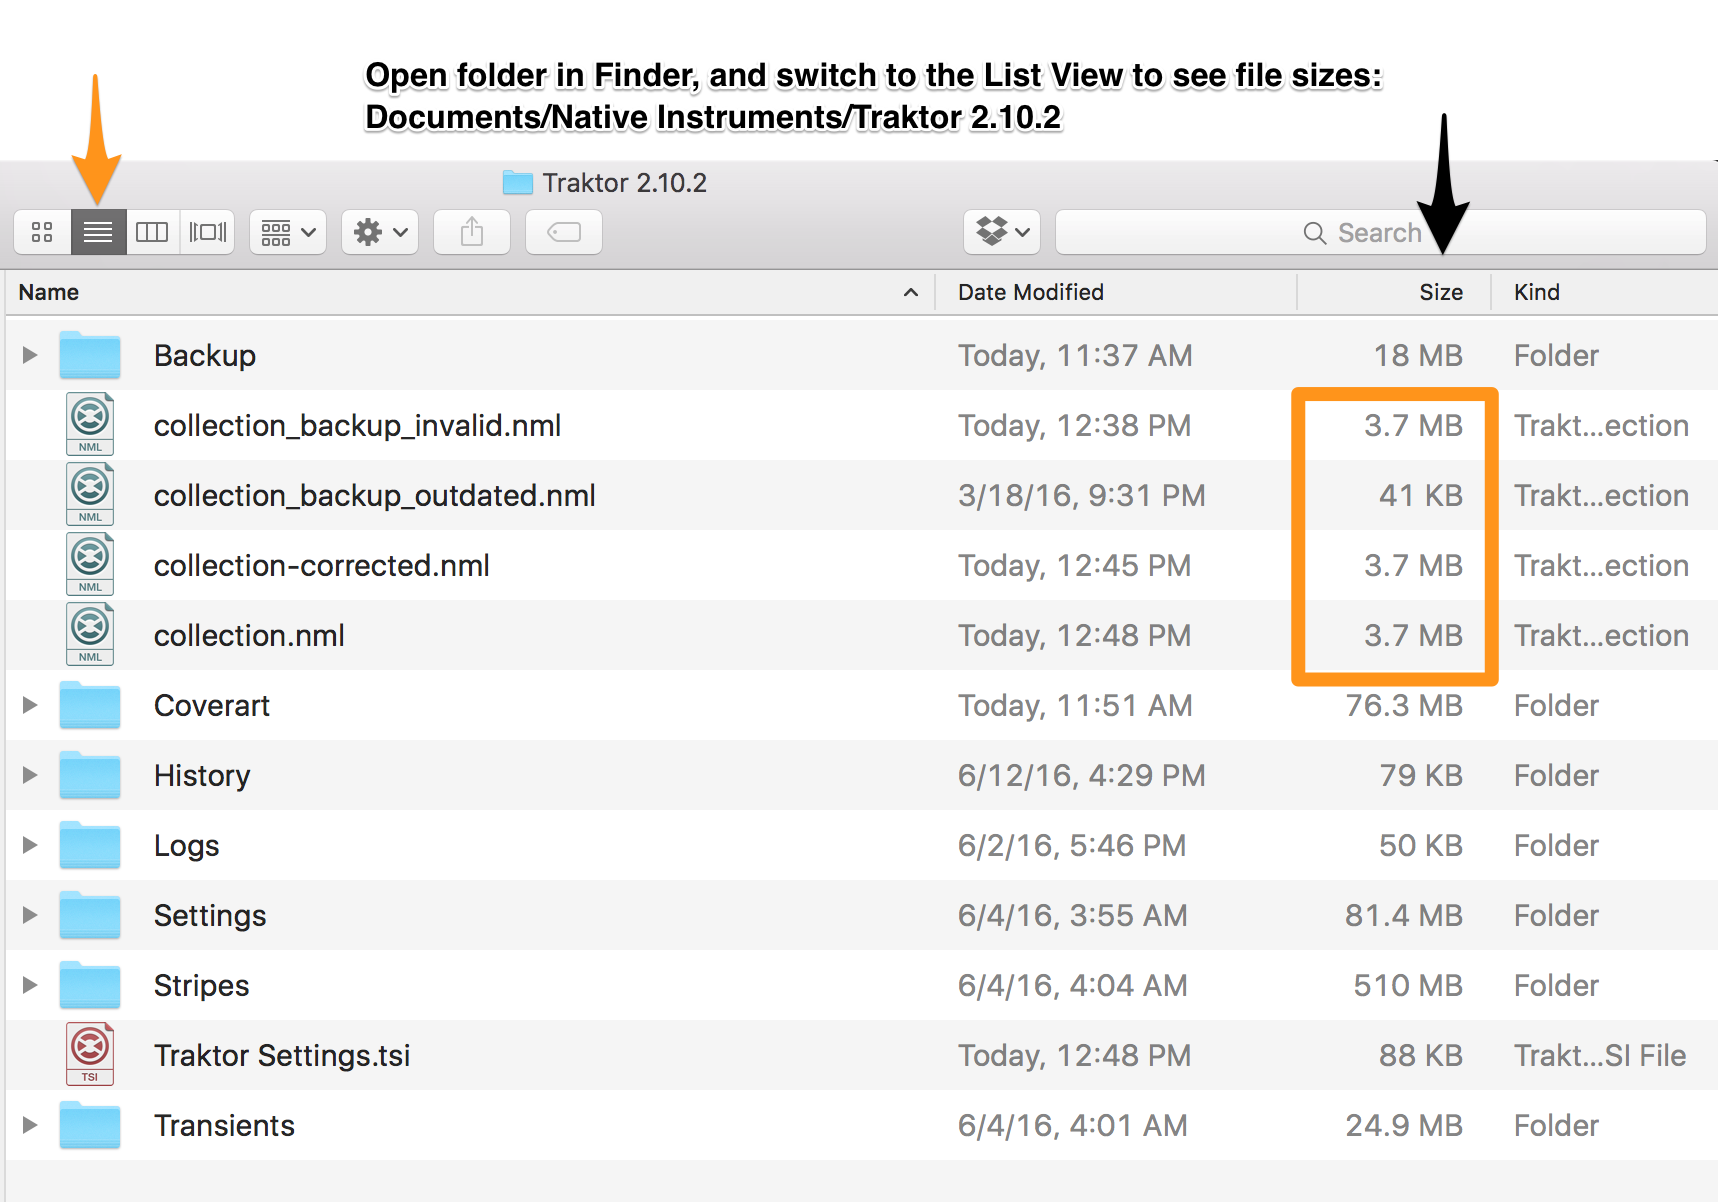 Open folder in Finder, and switch to the List View to see file sizes:
Documents/Native Instruments/Traktor 2.10.2
Traktor 2.10.2
Search
Name Date Modified Size Kind
Backup Today, 11:37 AM 18 MB Folder
NML collection_backup_invalid.nml Today, 12:38 PM 3.7 MB Trakt...ection
NML collection_backup_outdated.nml 3/18/16, 9:31 PM 41 KB Trakt...ection
NML collection-corrected.nml Today, 12:45 PM 3.7 MB Trakt...ection
NML collection.nml Today, 12:48 PM 3.7 MB Trakt...ection
Coverart Today, 11:51 AM 76.3 MB Folder
History 6/12/16, 4:29 PM 79 KB Folder
Logs 6/2/16, 5:46 PM 50 KB Folder
Settings 6/4/16, 3:55 AM 81.4 MB Folder
Stripes 6/4/16, 4:04 AM 510 MB Folder
TSI Traktor Settings.tsi Today, 12:48 PM 88 KB Trakt...SI File
Transients 6/4/16, 4:01 AM 24.9 MB Folder